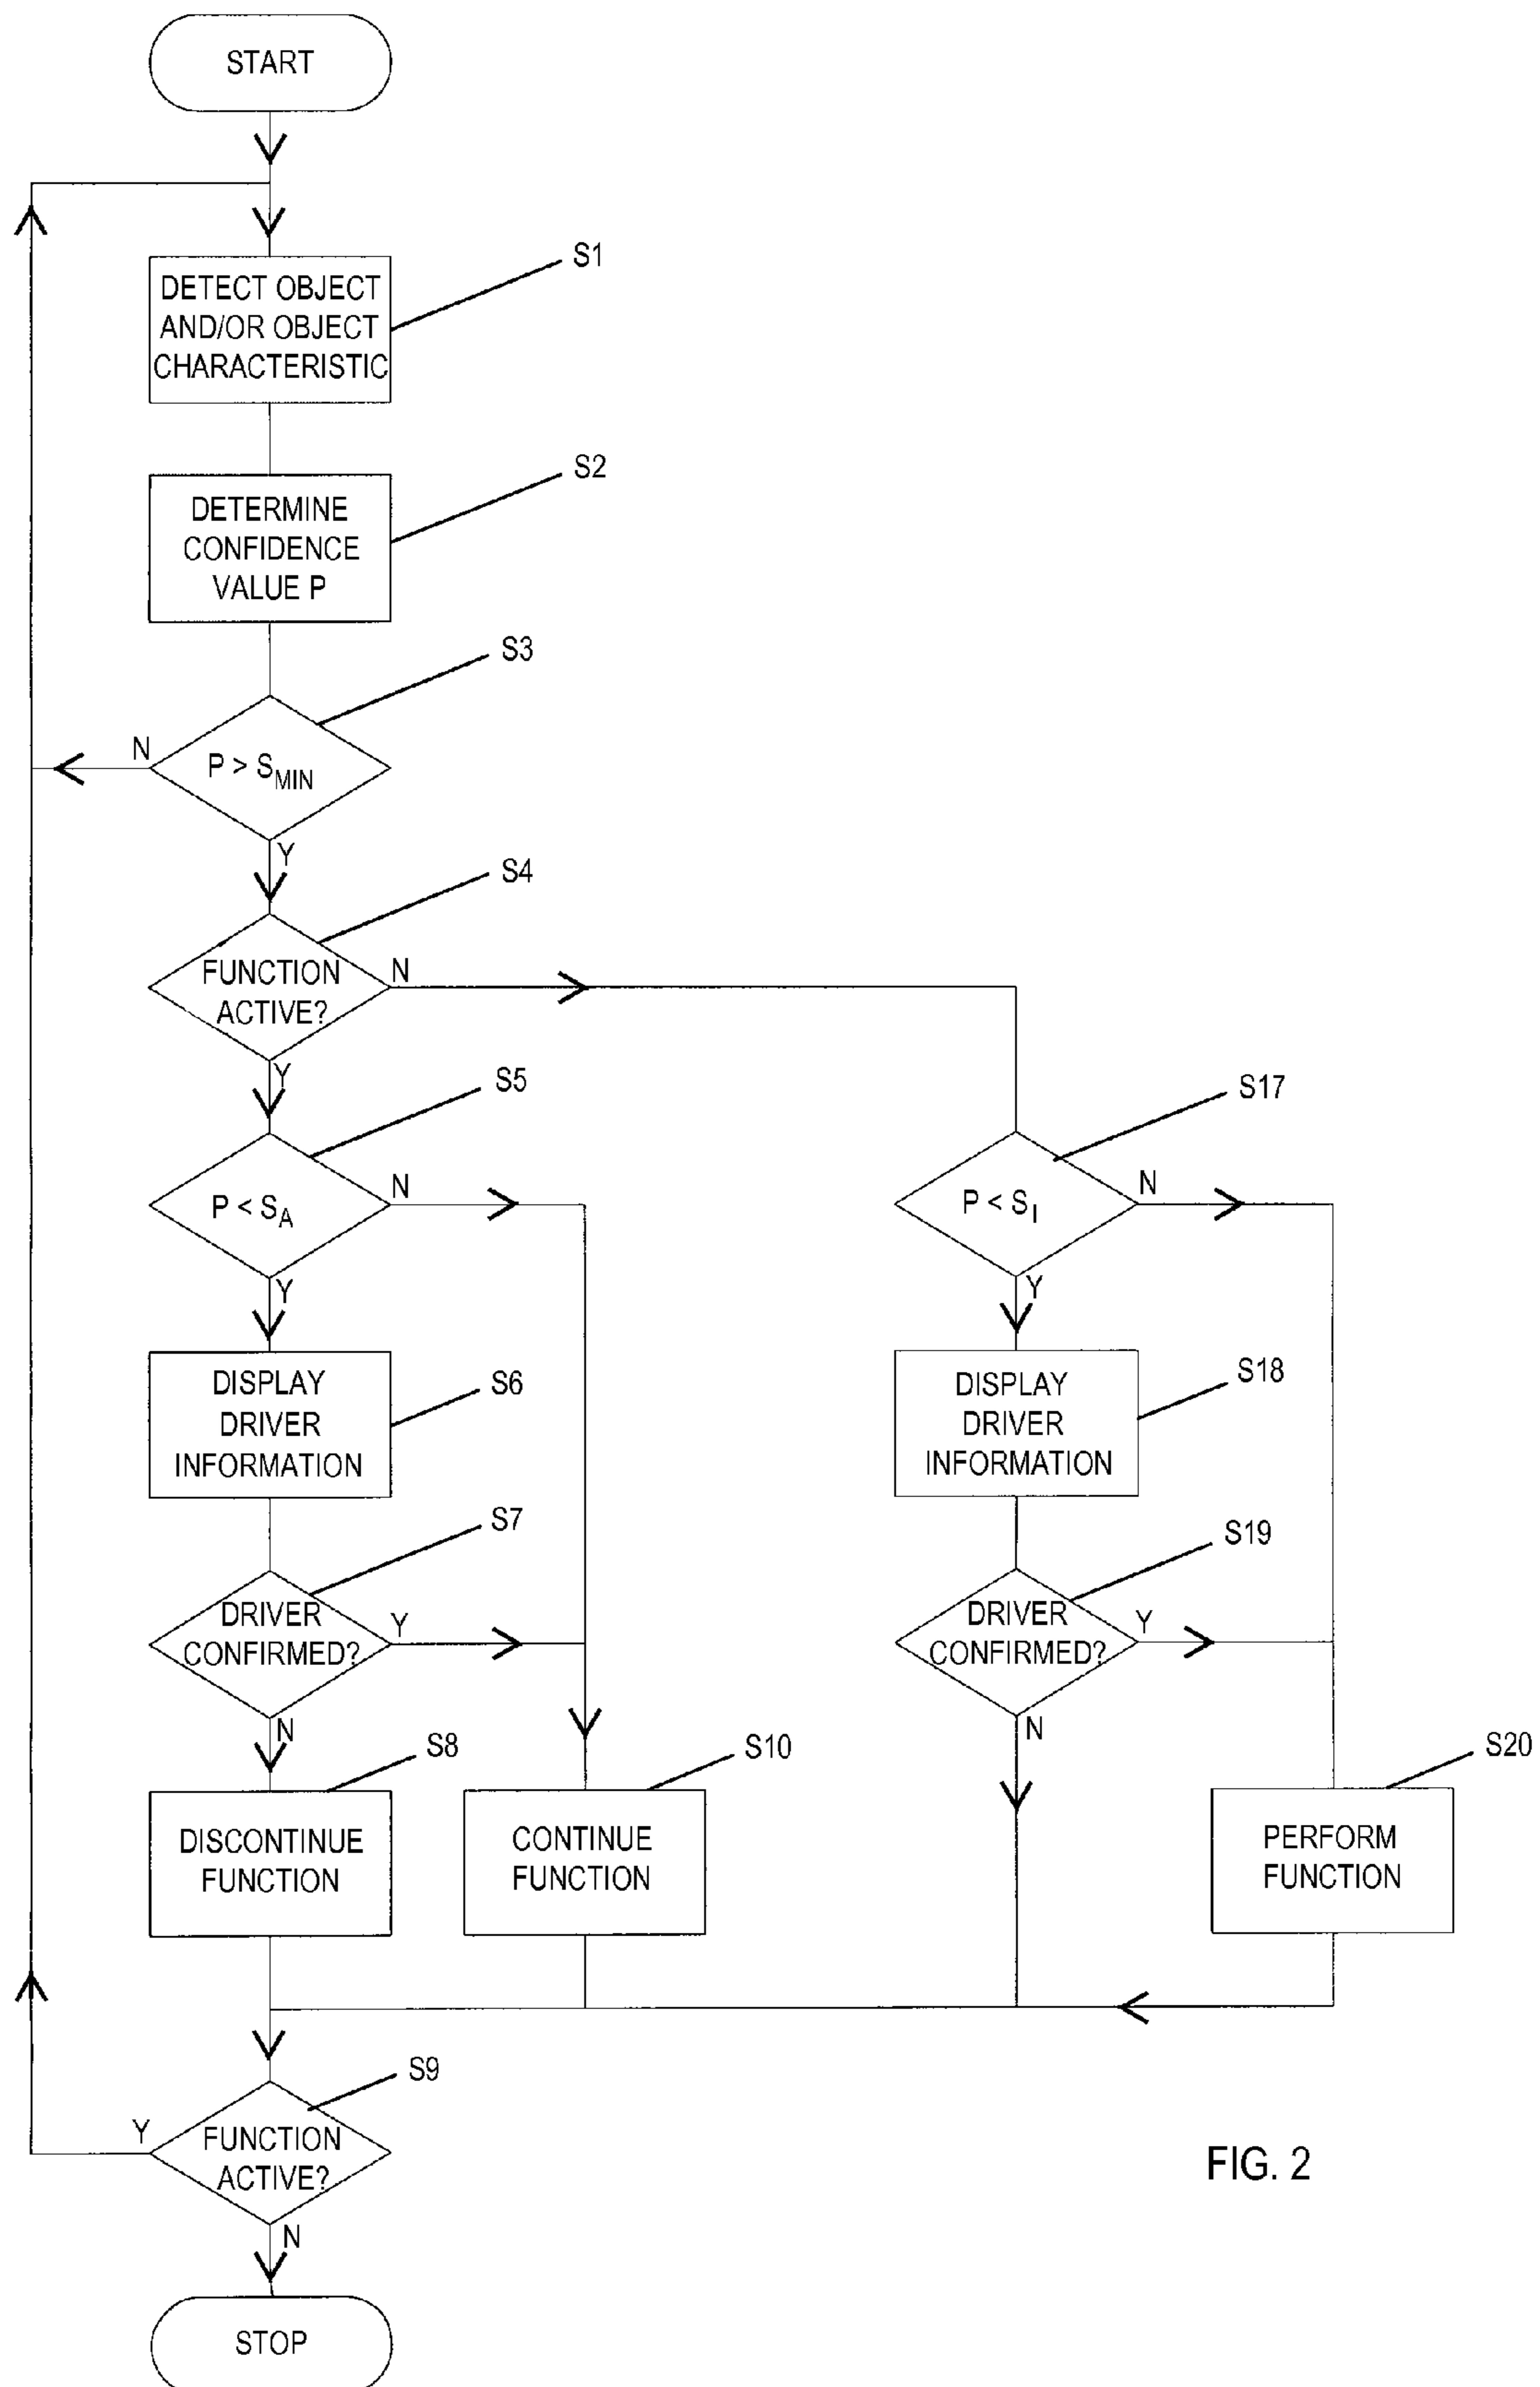 START
S1
DETECT OBJECT
AND/OR OBJECT
CHARACTERISTIC
S2
DETERMINE
CONFIDENCE
VALUE P
S3
N
P > S_MIN
Y
S4
FUNCTION
ACTIVE?
N
Y
S5
S17
P < S_A
N
P < S_I
N
Y
Y
DISPLAY
DRIVER
INFORMATION
S6
DISPLAY
DRIVER
INFORMATION
S18
S7
S19
DRIVER
CONFIRMED?
Y
DRIVER
CONFIRMED?
Y
N
N
S8
S10
S20
DISCONTINUE
FUNCTION
CONTINUE
FUNCTION
PERFORM
FUNCTION
S9
Y
FUNCTION
ACTIVE?
N
FIG. 2
STOP